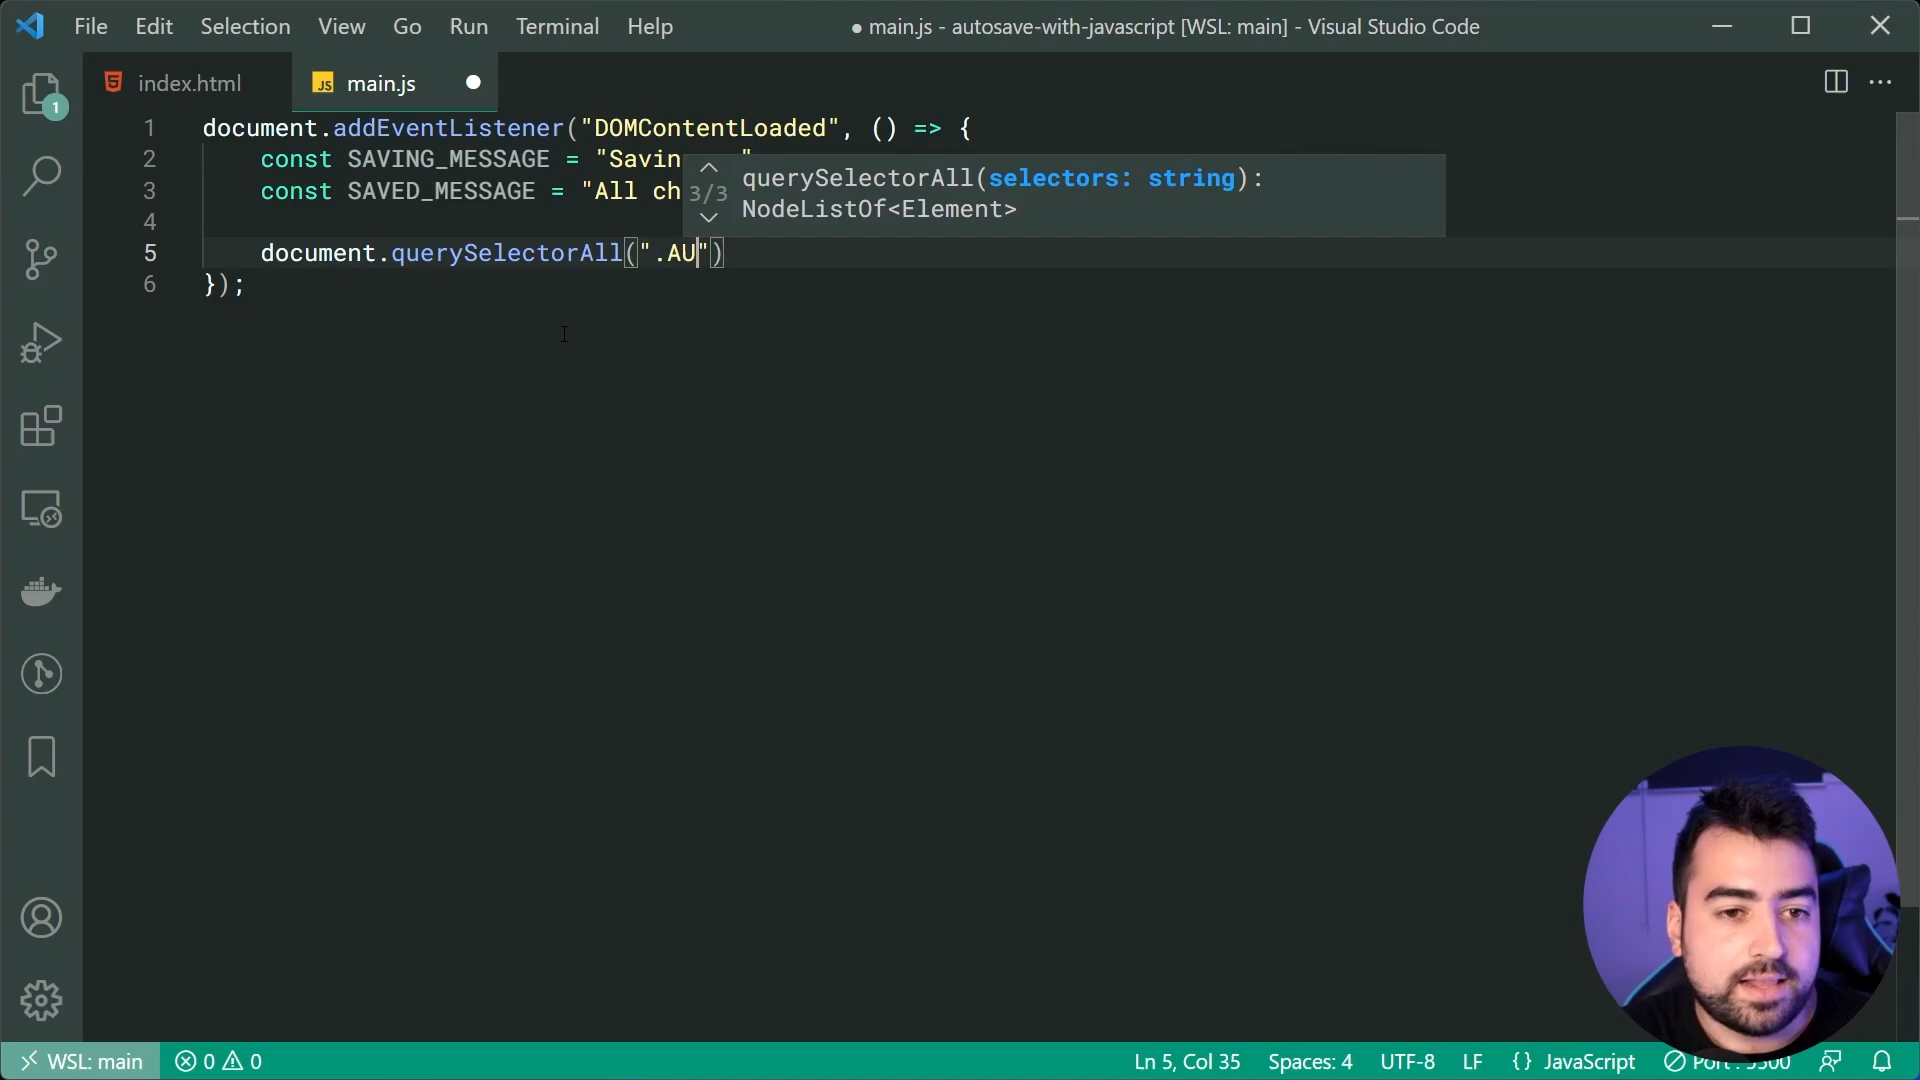 File Edit Selection View Go Run Terminal Help
● main.js - autosave-with-javascript [WSL: main] - Visual Studio Code
index.html
JS main.js
1 document.addEventListener("DOMContentLoaded", () => {
2 const SAVING_MESSAGE = "Savin
3 const SAVED_MESSAGE = "All ch
3/3 querySelectorAll(selectors: string):
NodeListOf<Element>
4
5 document.querySelectorAll(".AU")
6 });
1
WSL: main 0 0
Ln 5, Col 35 Spaces: 4 UTF-8 LF {} JavaScript